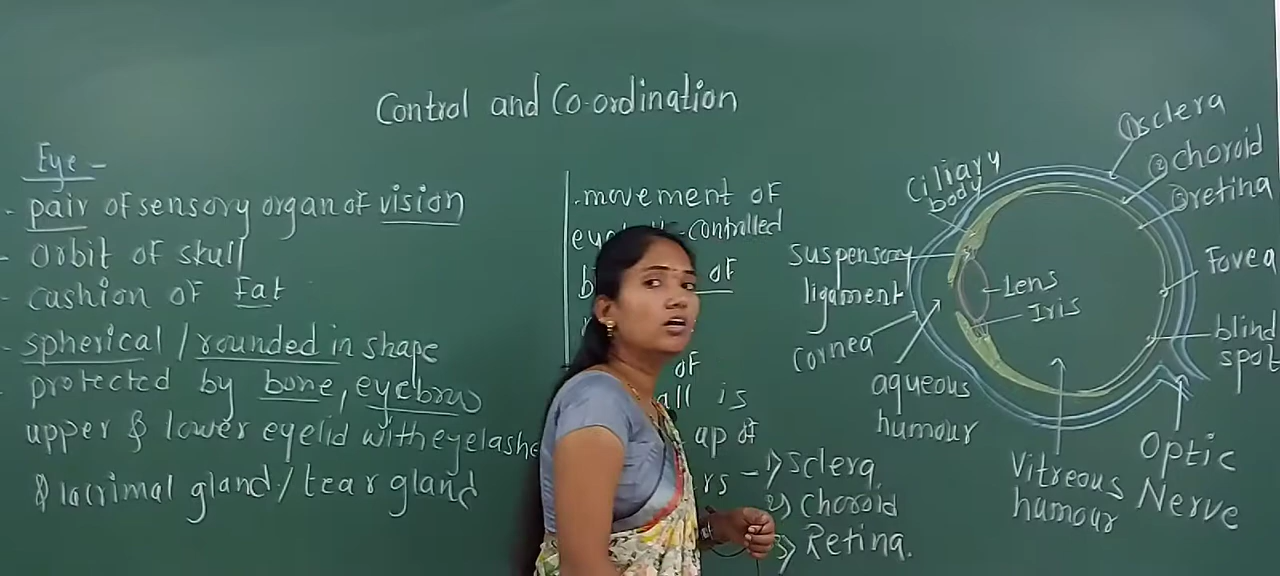 Control and Co-ordination
Eye -
- pair of sensory organ of vision
- orbit of skull
- cushion of Fat
- spherical / rounded in shape
- protected by bone, eyebrow
upper & lower eyelid with eyelashe
& lacrimal gland / tear gland
. movement of
controlled
of
of
all is
ap of
rs - 1) Sclera
2) Choroid
3) Retina.
① sclera
② choroid
③ retina
Fovea
blind
spot
Optic
Nerve
Vitreous
humour
aqueous
humour
Cornea
suspensory
ligament
Ciliary
body
Lens
Iris